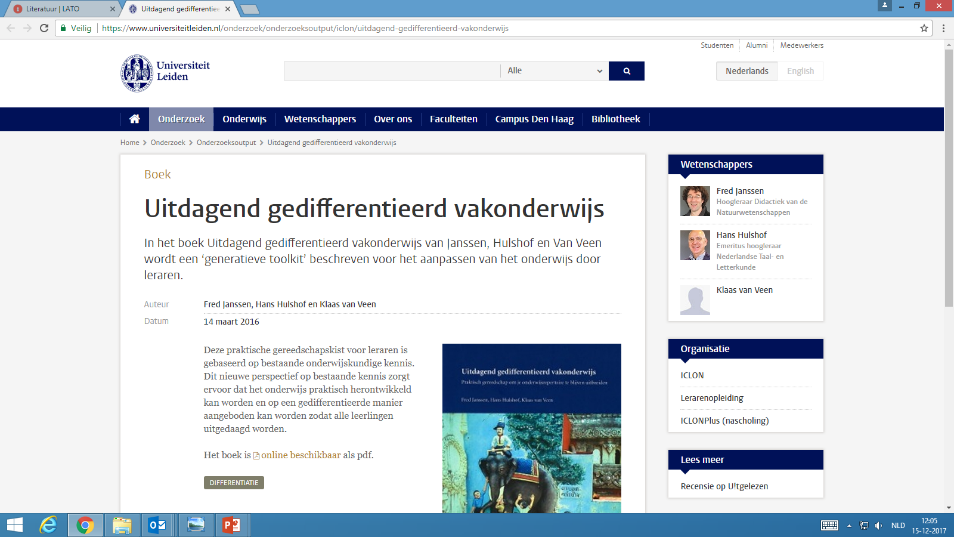 Literatuur | LATO
Uitdagend gedifferentie
Veilig
https://www.universiteitleiden.nl/onderzoek/onderzoeksoutput/iclon/uitdagend-gedifferentieerd-vakonderwijs
Studenten
Alumni
Medewerkers
Universiteit
Leiden
Alle
Nederlands
English
Onderzoek
Onderwijs
Wetenschappers
Over ons
Faculteiten
Campus Den Haag
Bibliotheek
Home > Onderzoek > Onderzoeksoutput > Uitdagend gedifferentieerd vakonderwijs
Boek
Uitdagend gedifferentieerd vakonderwijs
In het boek Uitdagend gedifferentieerd vakonderwijs van Janssen, Hulshof en Van Veen
wordt een ‘generatieve toolkit’ beschreven voor het aanpassen van het onderwijs door
leraren.
Auteur
Fred Janssen, Hans Hulshof en Klaas van Veen
Datum
14 maart 2016
Deze praktische gereedschapskist voor leraren is
gebaseerd op bestaande onderwijskundige kennis.
Dit nieuwe perspectief op bestaande kennis zorgt
ervoor dat het onderwijs praktisch herontwikkeld
kan worden en op een gedifferentieerde manier
aangeboden kan worden zodat alle leerlingen
uitgedaagd worden.
Het boek is online beschikbaar als pdf.
DIFFERENTIATIE
Uitdagend gedifferentieerd vakonderwijs
Fred Janssen, Hans Hulshof, Klaas van Veen
Wetenschappers
Fred Janssen
Hoogleraar Didactiek van de
Natuurwetenschappen
Hans Hulshof
Emeritus hoogleraar
Nederlandse Taal- en
Letterkunde
Klaas van Veen
Organisatie
ICLON
Lerarenopleiding
ICLONPlus (nascholing)
Lees meer
Recensie op U!tgelezen
NLD
12:05
15-12-2017